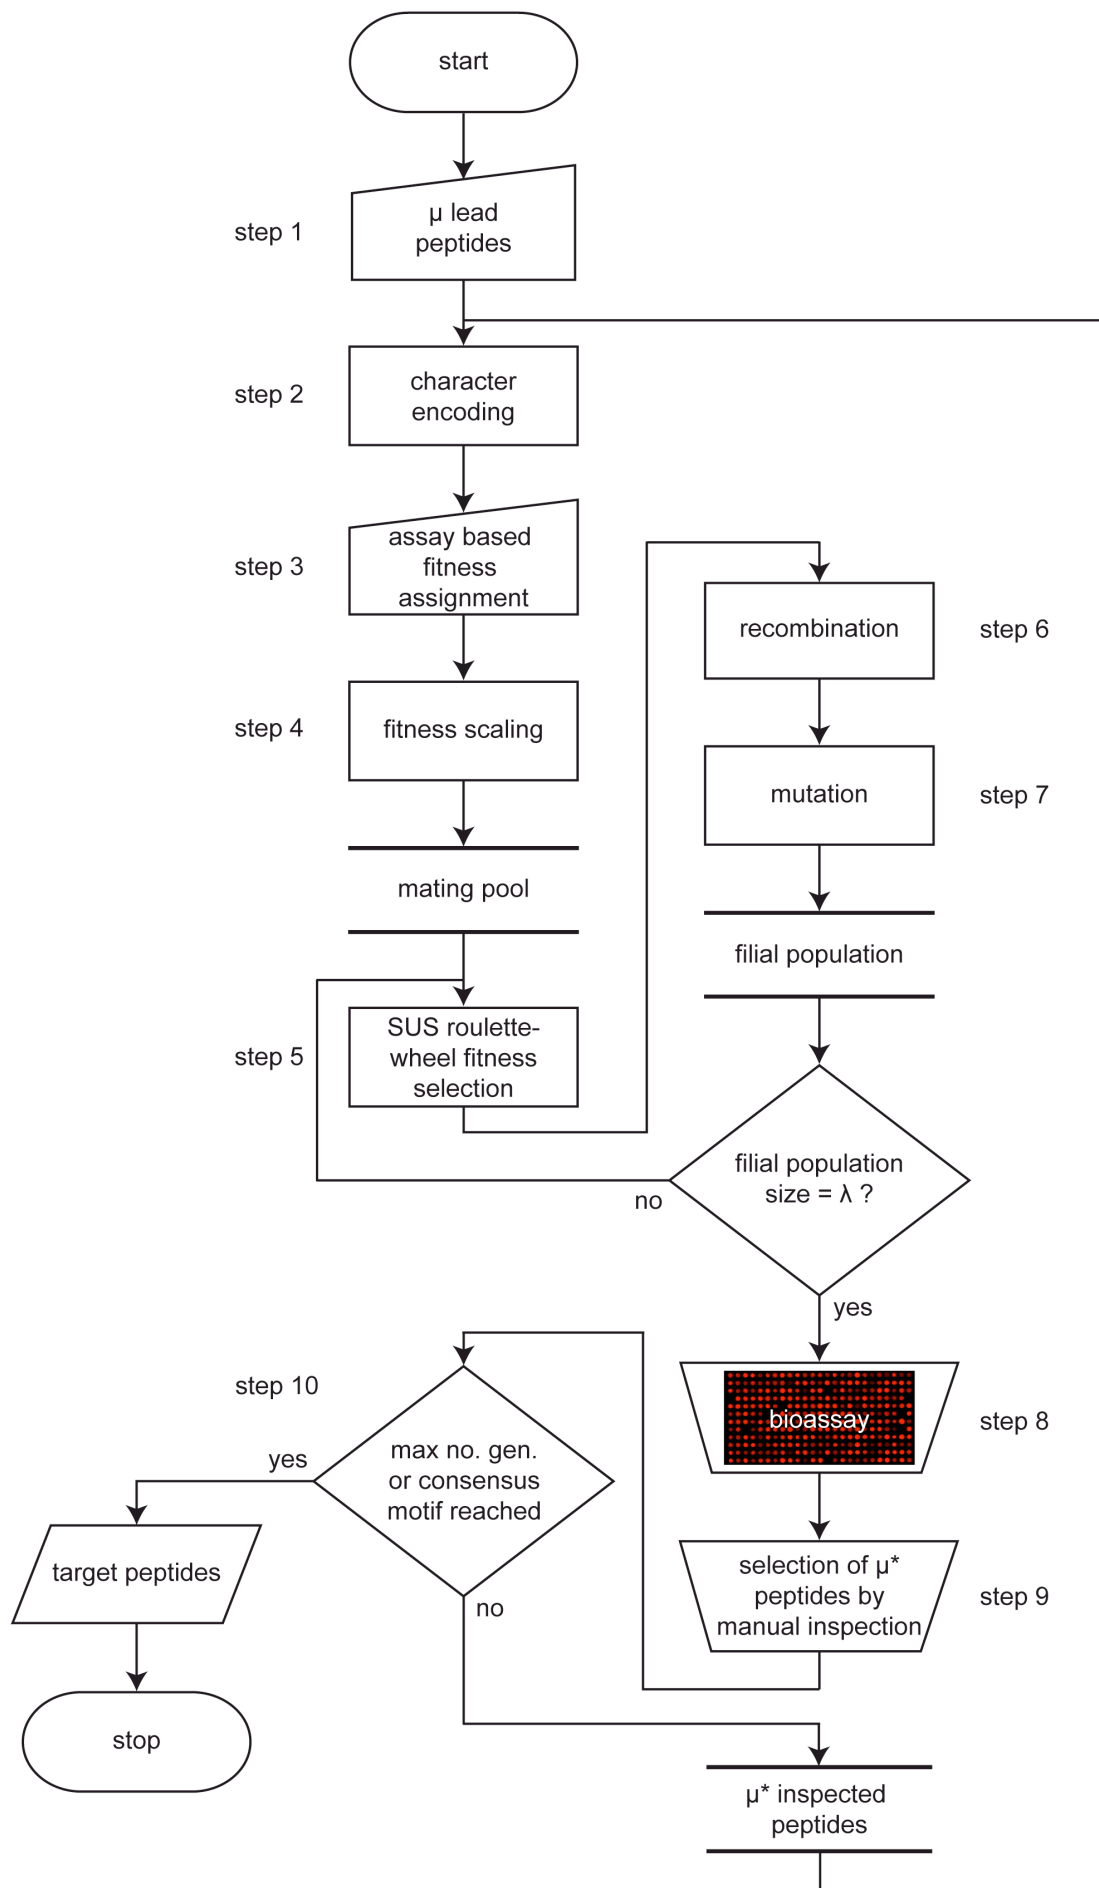 start
step 1
μ lead
peptides
step 2
character
encoding
step 3
assay based
fitness
assignment
step 4
fitness scaling
mating pool
step 5
SUS roulette-
wheel fitness
selection
recombination
step 6
mutation
step 7
filial population
filial population
size = λ ?
no
yes
bioassay
step 8
selection of μ*
peptides by
manual inspection
step 9
step 10
max no. gen.
or consensus
motif reached
yes
no
target peptides
stop
μ* inspected
peptides